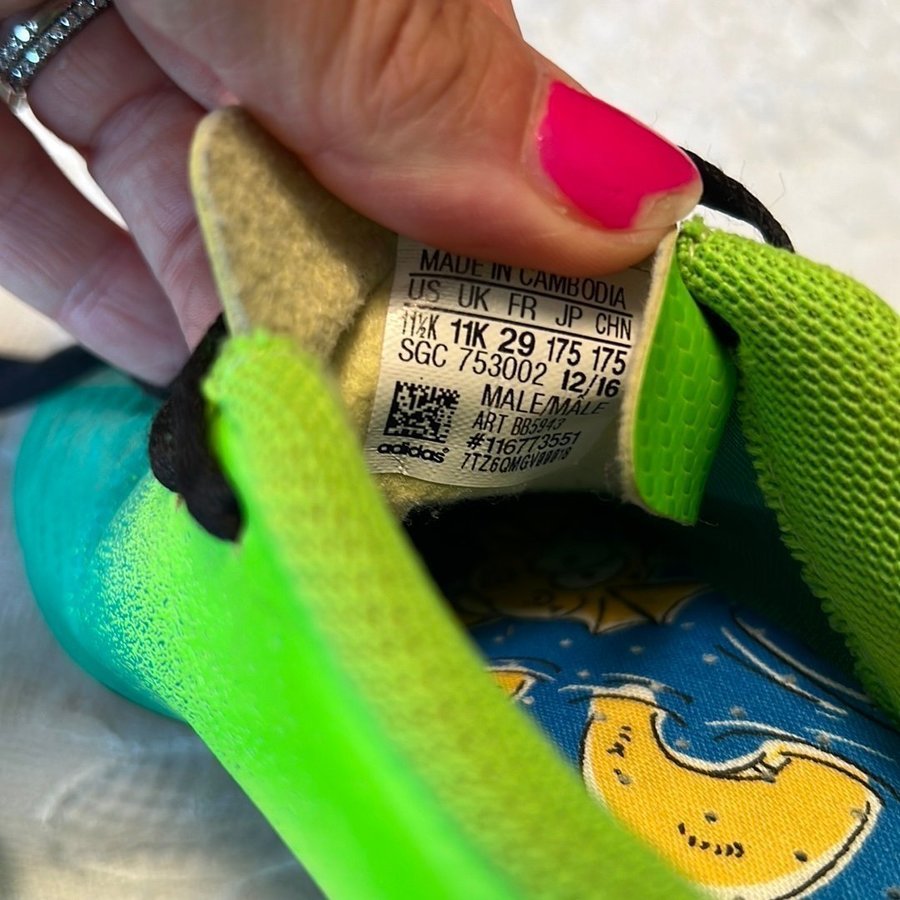 MADE IN CAMBODIA
US UK FR JP CHN
11½K 11K 29 175 175
SGC 753002 12/16
MALE/MÂLE
ART BB5943
#116773551
adidas® 7TZ6QMGV00018